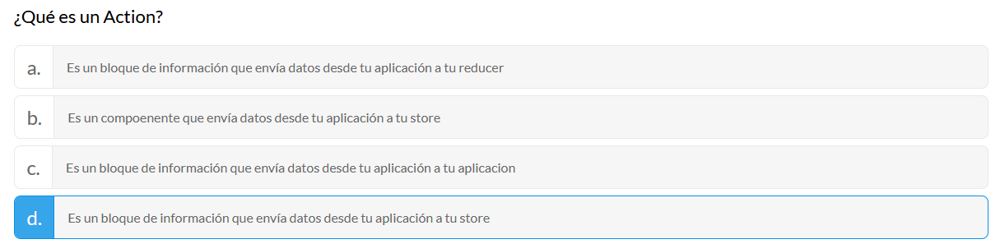 ¿Qué es un Action?
a. Es un bloque de información que envía datos desde tu aplicación a tu reducer
b. Es un compoenente que envía datos desde tu aplicación a tu store
c. Es un bloque de información que envía datos desde tu aplicación a tu aplicacion
d. Es un bloque de información que envía datos desde tu aplicación a tu store